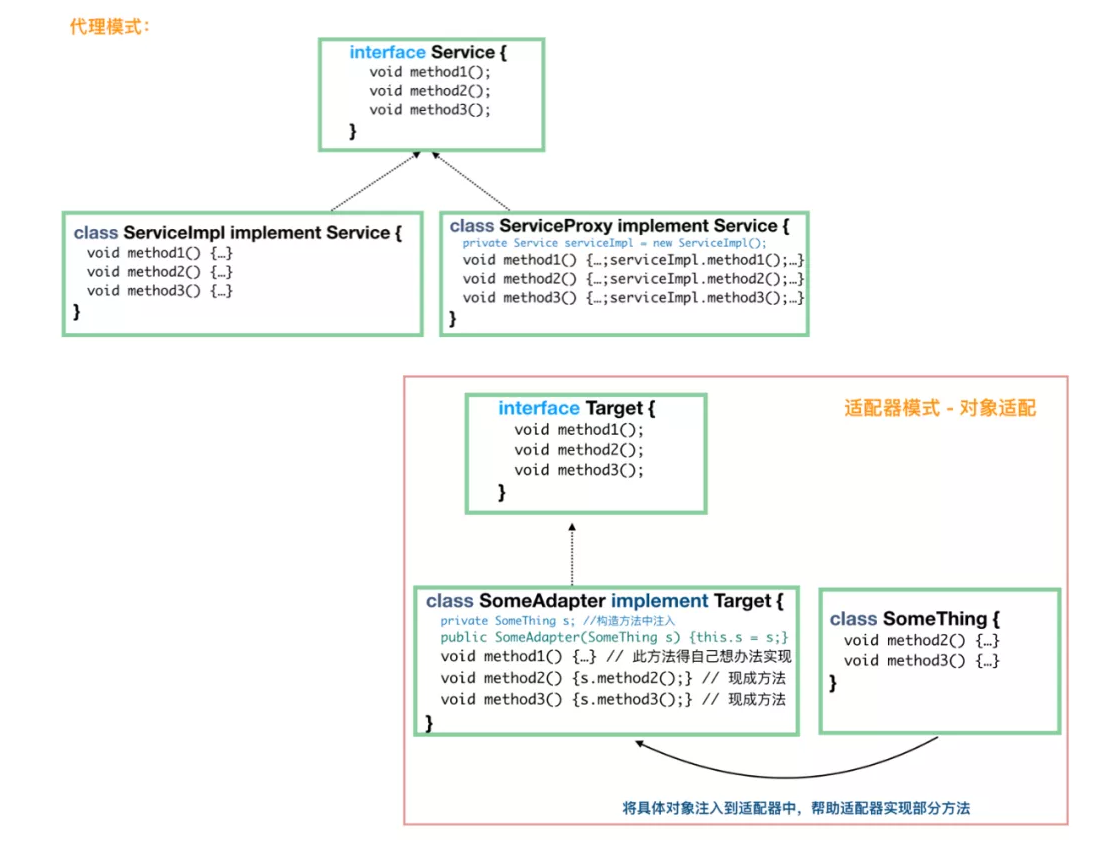 代理模式：
interface Service {
void method1();
void method2();
void method3();
}
class ServiceImpl implement Service {
void method1() {…}
void method2() {…}
void method3() {…}
}
class ServiceProxy implement Service {
private Service serviceImpl = new ServiceImpl();
void method1() {…;serviceImpl.method1();…}
void method2() {…;serviceImpl.method2();…}
void method3() {…;serviceImpl.method3();…}
}
适配器模式 - 对象适配
interface Target {
void method1();
void method2();
void method3();
}
class SomeAdapter implement Target {
private SomeThing s; //构造方法中注入
public SomeAdapter(SomeThing s) {this.s = s;}
void method1() {…} // 此方法得自己想办法实现
void method2() {s.method2();} // 现成方法
void method3() {s.method3();} // 现成方法
}
class SomeThing {
void method2() {…}
void method3() {…}
}
将具体对象注入到适配器中，帮助适配器实现部分方法